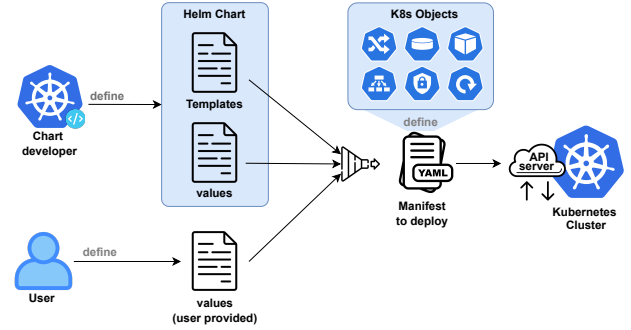 Helm Chart
K8s Objects
define
Templates
Chart
developer
values
define
YAML
Manifest
to deploy
API
server
Kubernetes
Cluster
define
User
values
(user provided)